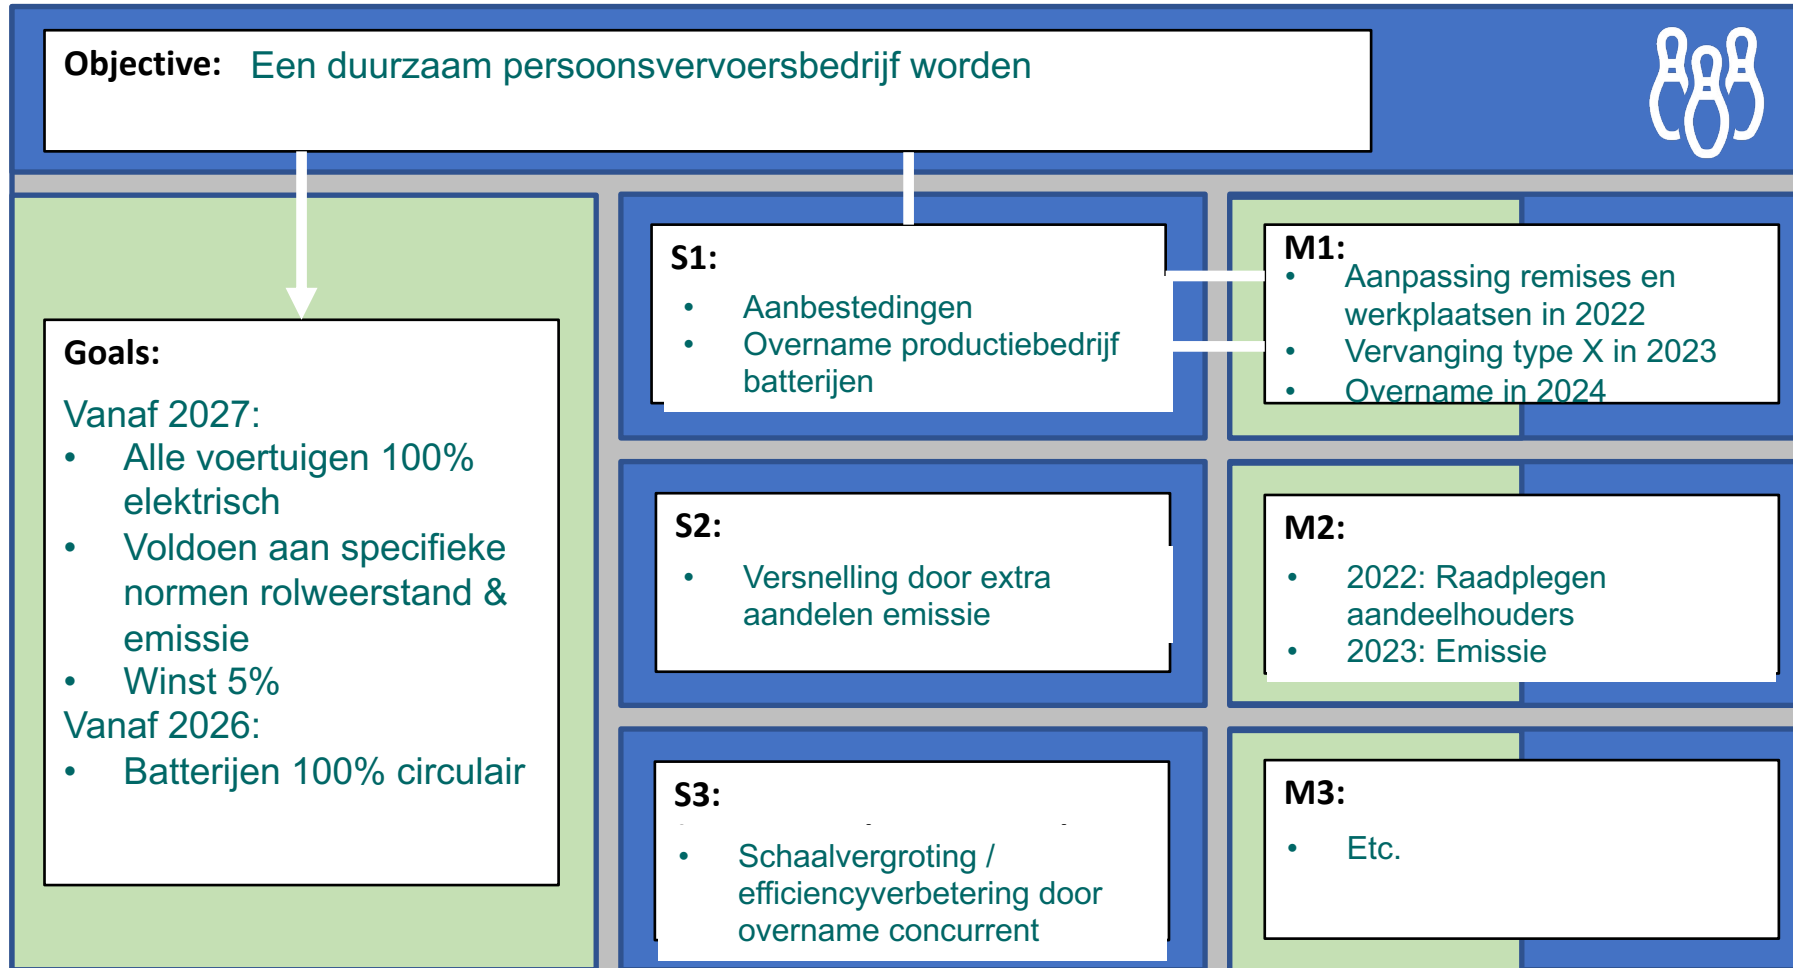 Objective: Een duurzaam persoonsvervoersbedrijf worden
Goals:
Vanaf 2027:
• Alle voertuigen 100%
elektrisch
• Voldoen aan specifieke
normen rolweerstand &
emissie
• Winst 5%
Vanaf 2026:
• Batterijen 100% circulair
S1:
• Aanbestedingen
• Overname productiebedrijf
batterijen
M1:
• Aanpassing remises en
werkplaatsen in 2022
• Vervanging type X in 2023
• Overname in 2024
S2:
• Versnelling door extra
aandelen emissie
M2:
• 2022: Raadplegen
aandeelhouders
• 2023: Emissie
S3:
• Schaalvergroting /
efficiencyverbetering door
overname concurrent
M3:
• Etc.